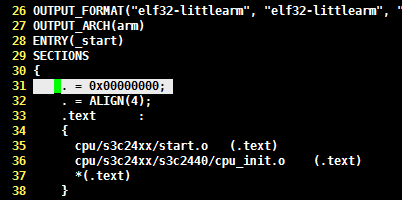 26 OUTPUT_FORMAT("elf32-littlearm", "elf32-littlearm", "elf32-
27 OUTPUT_ARCH(arm)
28 ENTRY(_start)
29 SECTIONS
30 {
31     . = 0x00000000;
32     . = ALIGN(4);
33     .text      :
34     {
35       cpu/s3c24xx/start.o   (.text)
36       cpu/s3c24xx/s3c2440/cpu_init.o    (.text)
37       *(.text)
38     }